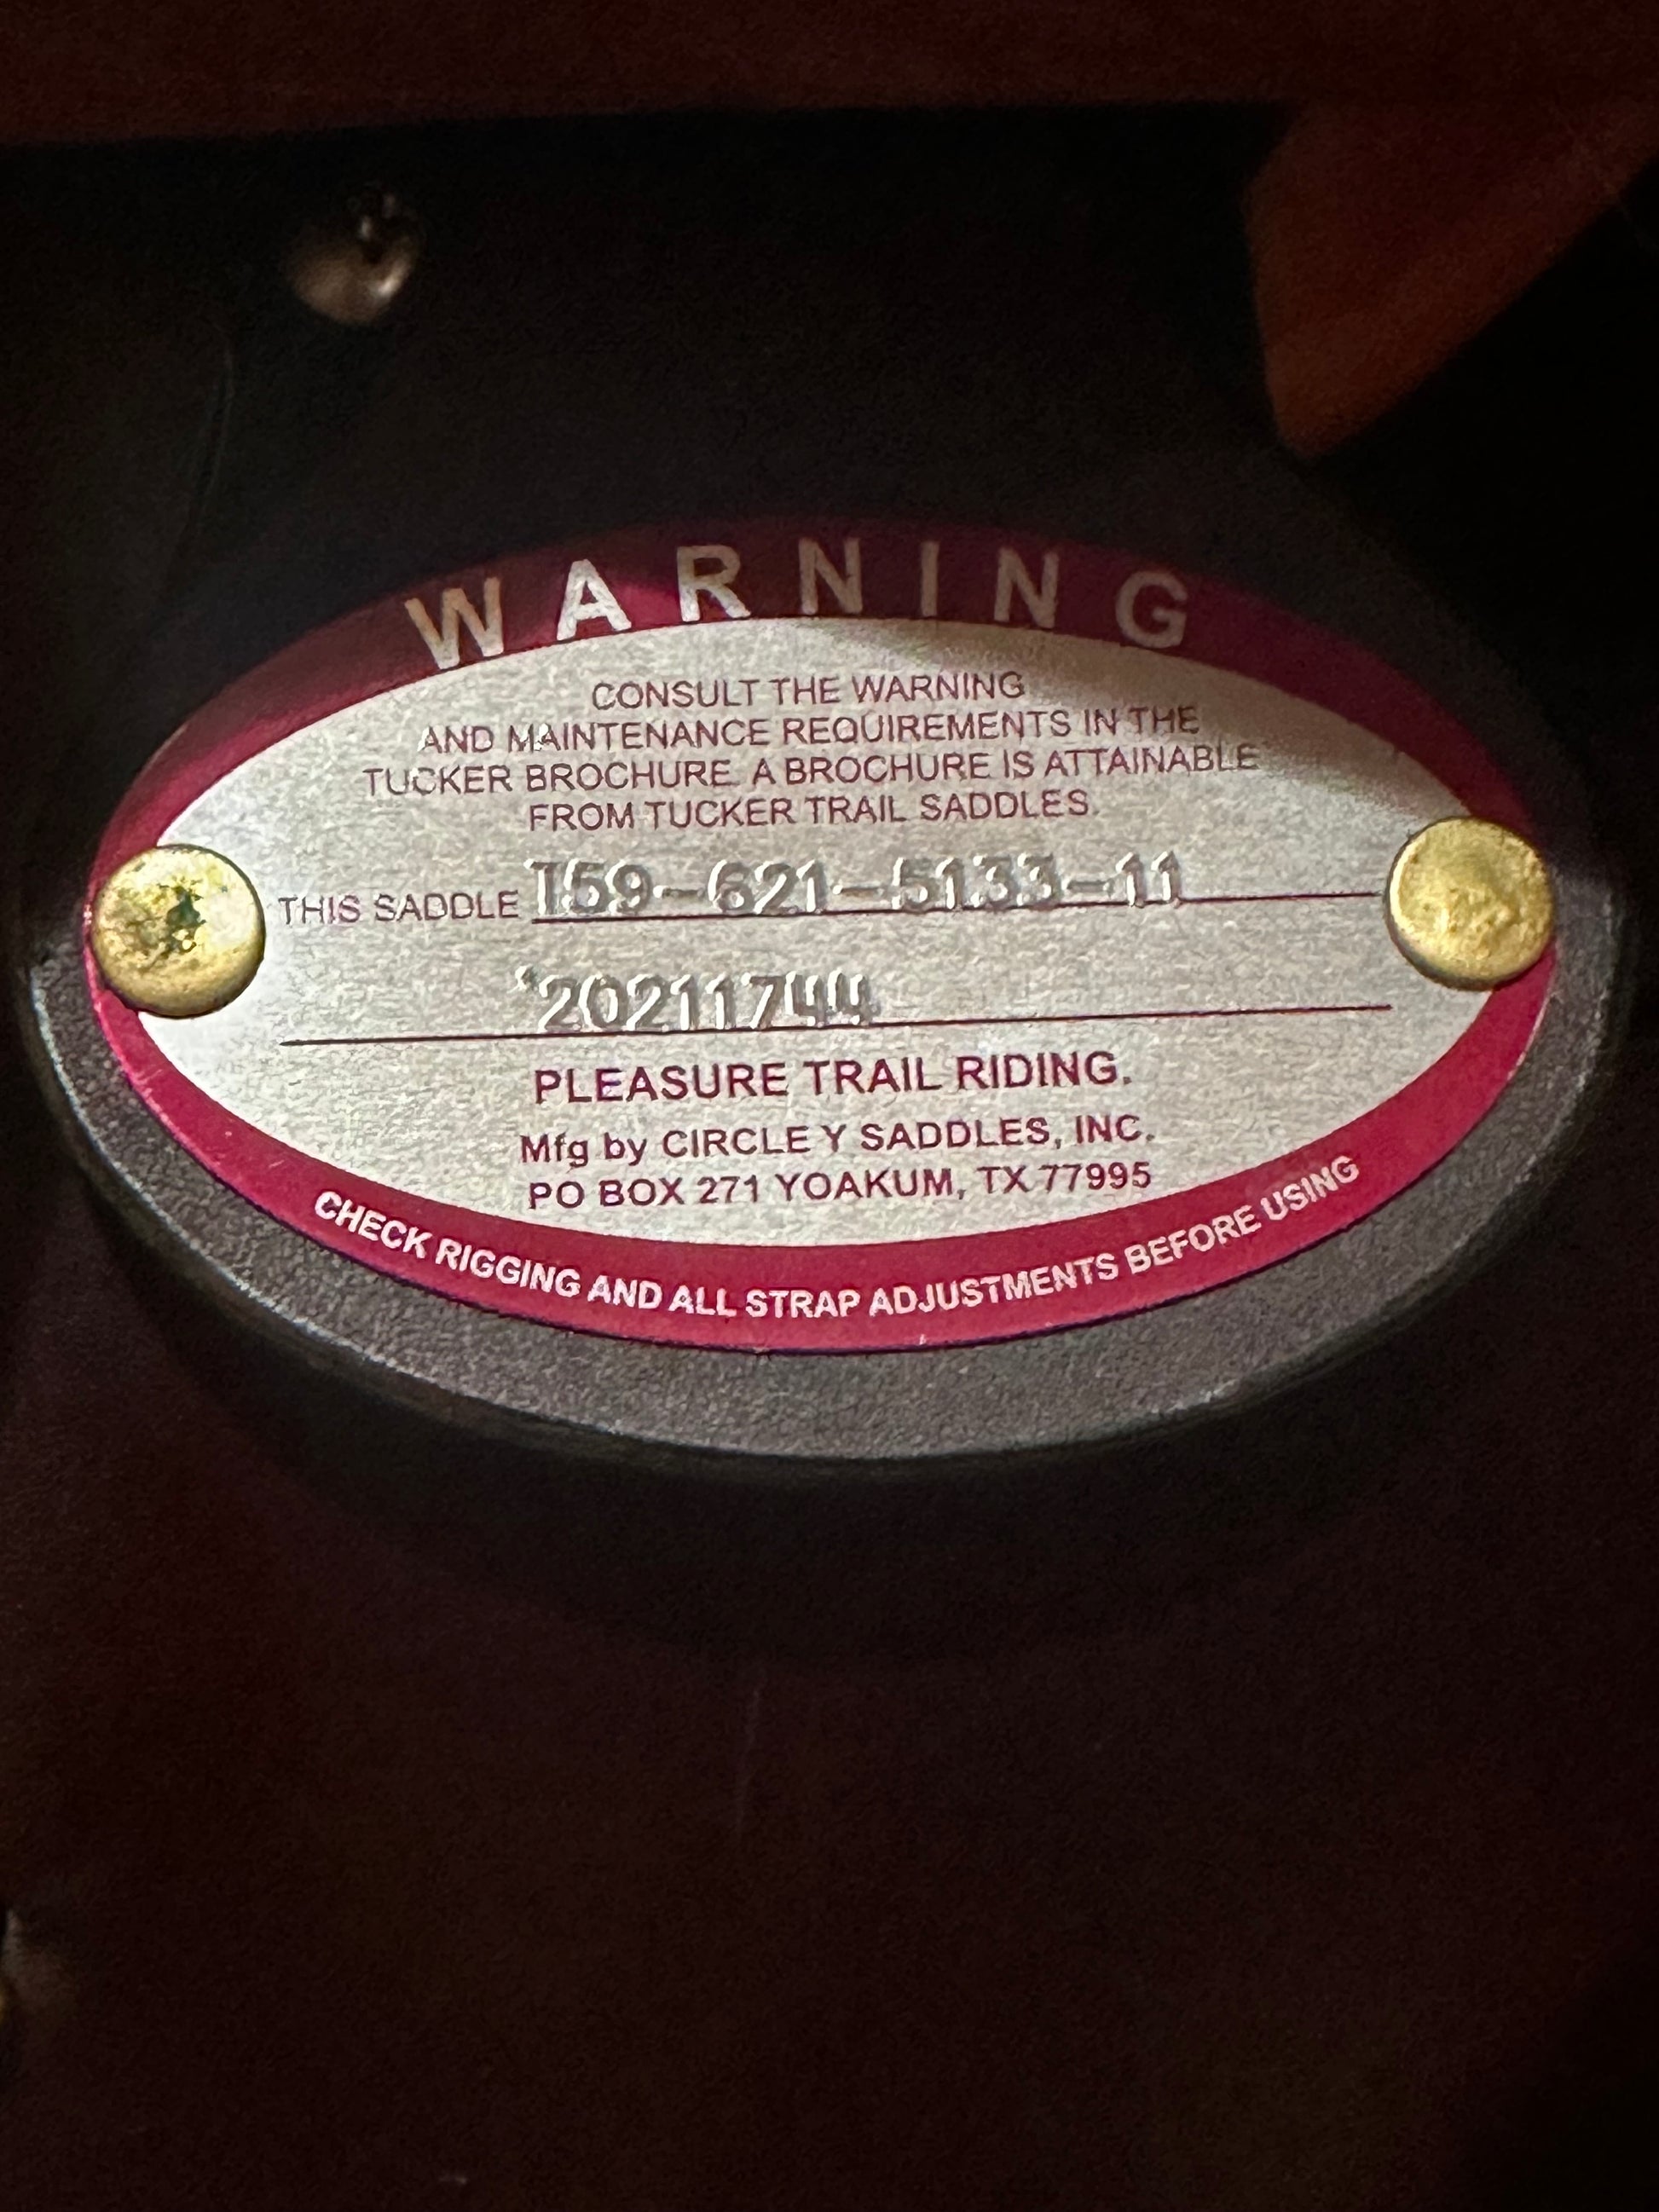 WARNING
CONSULT THE WARNING
AND MAINTENANCE REQUIREMENTS IN THE
TUCKER BROCHURE. A BROCHURE IS ATTAINABLE
FROM TUCKER TRAIL SADDLES.
THIS SADDLE T59-621-5133-11
20211744
PLEASURE TRAIL RIDING.
Mfg by CIRCLE Y SADDLES, INC.
PO BOX 271 YOAKUM, TX 77995
CHECK RIGGING AND ALL STRAP ADJUSTMENTS BEFORE USING